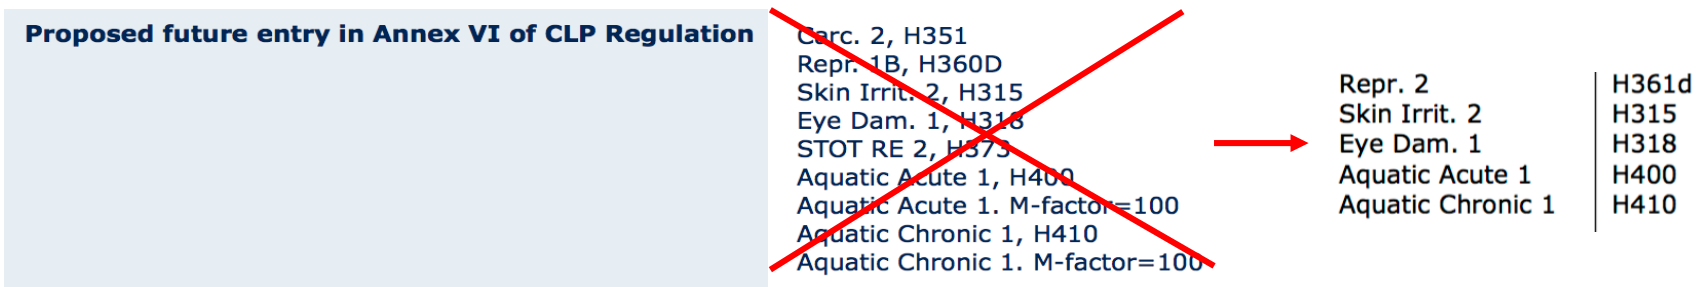 Proposed future entry in Annex VI of CLP Regulation
Carc. 2, H351
Repr. 1B, H360D
Skin Irrit. 2, H315
Eye Dam. 1, H318
STOT RE 2, H373
Aquatic Acute 1, H400
Aquatic Acute 1. M-factor=100
Aquatic Chronic 1, H410
Aquatic Chronic 1. M-factor=100
Repr. 2 H361d
Skin Irrit. 2 H315
Eye Dam. 1 H318
Aquatic Acute 1 H400
Aquatic Chronic 1 H410